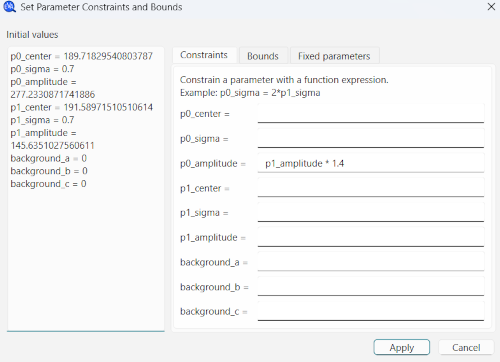 Set Parameter Constraints and Bounds
Initial values
p0_center = 189.71829540803787
p0_sigma = 0.7
p0_amplitude =
277.2330871741886
p1_center = 191.58971510510614
p1_sigma = 0.7
p1_amplitude =
145.6351027560611
background_a = 0
background_b = 0
background_c = 0
Constraints
Bounds
Fixed parameters
Constrain a parameter with a function expression.
Example: p0_sigma = 2*p1_sigma
p0_center =
p0_sigma =
p0_amplitude = p1_amplitude * 1.4
p1_center =
p1_sigma =
p1_amplitude =
background_a =
background_b =
background_c =
Apply
Cancel